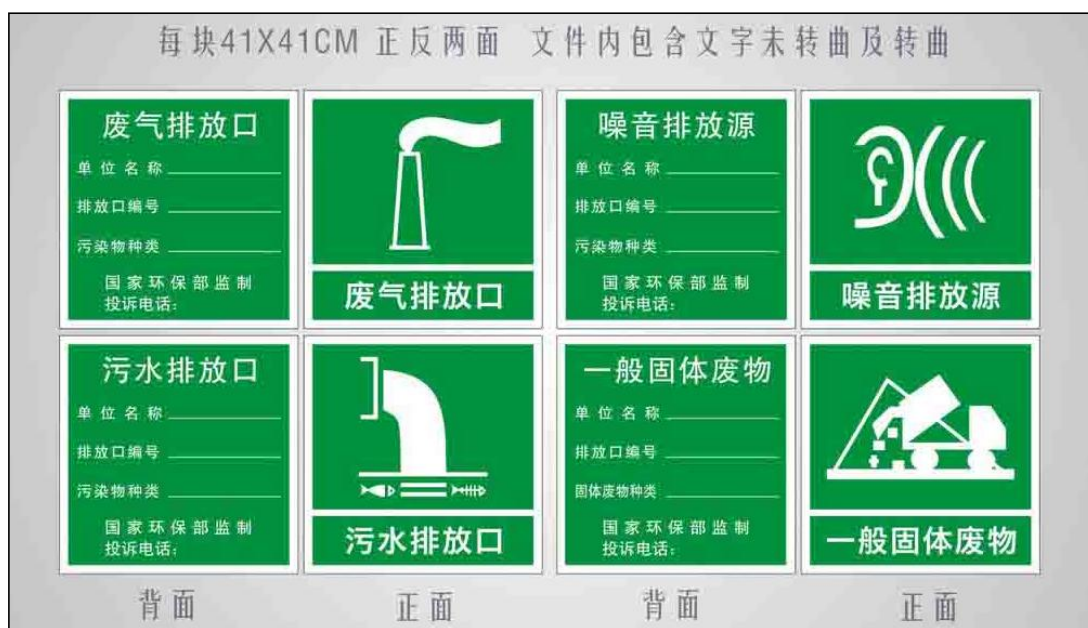 每块41X41CM 正反两面 文件内包含文字未转曲及转曲
废气排放口
单位名称
排放口编号
污染物种类
国家环保部监制
投诉电话:
废气排放口
噪音排放源
单位名称
排放口编号
污染物种类
国家环保部监制
投诉电话:
噪音排放源
污水排放口
单位名称
排放口编号
污染物种类
国家环保部监制
投诉电话:
污水排放口
一般固体废物
单位名称
排放口编号
固体废物种类
国家环保部监制
投诉电话:
一般固体废物
背面
正面
背面
正面